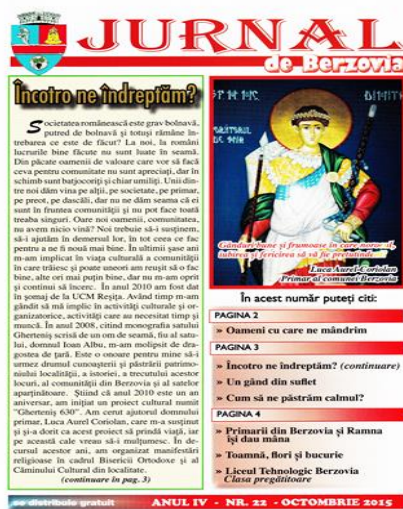 JURNAL
de Berzovia
Încotro ne îndreptăm?
Societatea românească este grav bolnavă,
putred de bolnavă și totuși rămâne în-
trebarea ce este de făcut? La noi, la români
lucrurile bine făcute nu sunt luate în seamă.
Din păcate oamenii de valoare care vor să facă
ceva pentru comunitate nu sunt apreciați, dar în
schimb sunt batjocoriți și chiar umiliți. Unii din-
tre noi dăm vina pe alții, pe societate, pe primar,
pe preot, pe dascăli, dar nu ne dăm seama că ei
sunt în fruntea comunității și nu pot face toată
treaba singuri. Oare noi oamenii, comunitatea,
nu avem nicio vină? Noi trebuie să-i susținem,
să-i ajutăm în demersul lor, în tot ceea ce fac
pentru a ne fi nouă mai bine. În ultimii șase ani
m-am implicat în viața culturală a comunității
în care trăiesc și poate uneori am reușit să o fac
bine, alte ori mai puțin bine, dar nu m-am oprit
și continui să încerc. În anul 2010 am fost dat
în șomaj de la UCM Reșița. Având timp m-am
gândit să mă implic în activități culturale și or-
ganizatorice, activități care au necesitat timp și
muncă. În anul 2008, citind monografia satului
Gherteniș scrisă de un om de seamă, fiu al satu-
lui, domnul Ioan Albu, m-am molipsit de dra-
gostea de țară. Este o onoare pentru mine să-i
urmez drumul cunoașterii și păstrării patrimo-
niului localității, a istoriei, a trecutului acestor
locuri, al comunității din Berzovia și al satelor
aparținătoare. Știind că anul 2010 este un an
aniversar, am inițiat un proiect cultural numit
"Gherteniș 630". Am cerut ajutorul domnului
primar, Luca Aurel Coriolan, care m-a susținut
și și-a dorit ca acest proiect să prindă viață, iar
pe această cale vreau să-i mulțumesc. În de-
cursul acestor ani, am organizat manifestări
religioase în cadrul Bisericii Ortodoxe și al
Căminului Cultural din localitate.
(continuare în pag. 3)
Gânduri bune și frumoase în care norocul,
iubirea și fericirea să vă fie pretutindeni!
Luca Aurel-Coriolan
Primar al comunei Berzovia
În acest număr puteți citi:
PAGINA 2
» Oameni cu care ne mândrim
PAGINA 3
» Încotro ne îndreptăm? (continuare)
» Un gând din suflet
» Cum să ne păstrăm calmul?
PAGINA 4
» Primarii din Berzovia și Ramna
își dau mâna
» Toamnă, flori și bucurie
» Liceul Tehnologic Berzovia
Clasa pregătitoare
se distribuie gratuit
ANUL IV - NR. 22 - OCTOMBRIE 2015